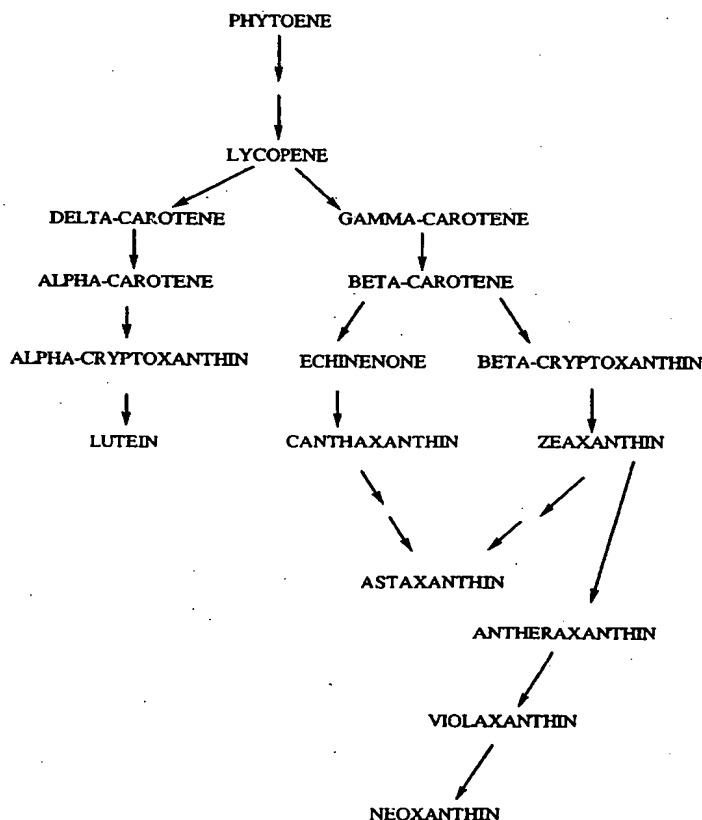 PHYTOENE
LYCOPENE
DELTA-CAROTENE GAMMA-CAROTENE
ALPHA-CAROTENE BETA-CAROTENE
ALPHA-CRYPTOXANTHIN ECHINENONE BETA-CRYPTOXANTHIN
LUTEIN CANTHAXANTHIN ZEAXANTHIN
ASTAXANTHIN
ANTHERAXANTHIN
VIOLAXANTHIN
NEOXANTHIN